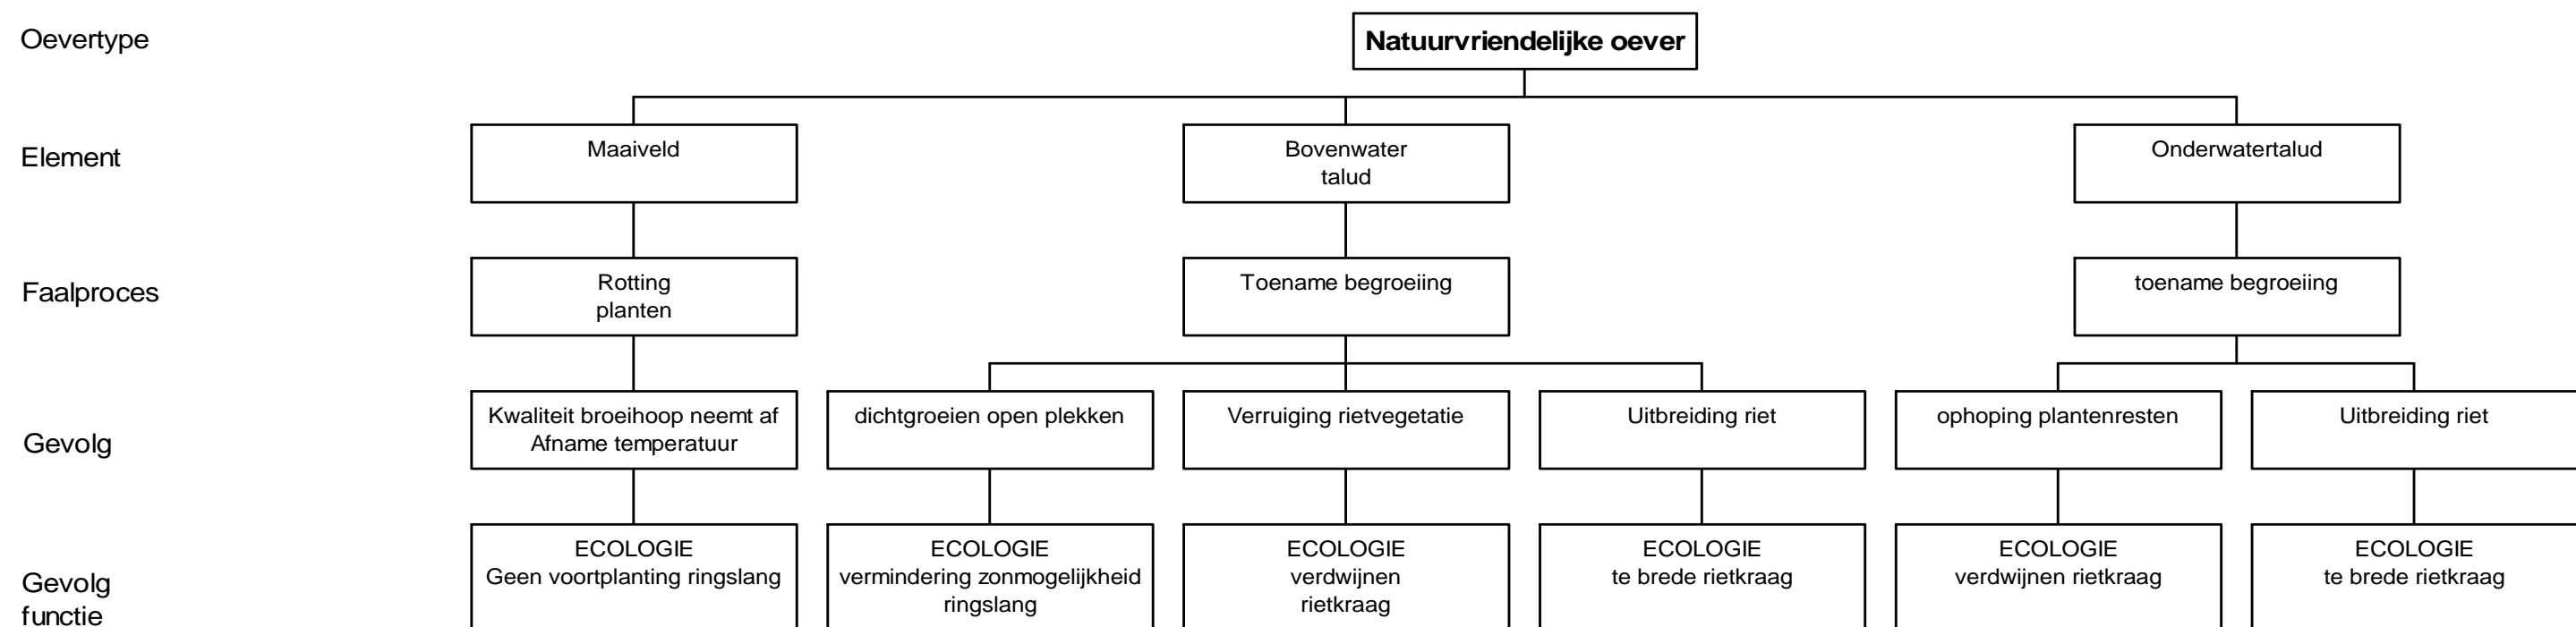 Oevertype
Natuurvriendelijke oever
Element
Maaiveld
Bovenwater
talud
Onderwatertalud
Faalproces
Rotting
planten
Toename begroeiing
toename begroeiing
Gevolg
Kwaliteit broeihoop neemt af
Afname temperatuur
dichtgroeien open plekken
Verruiging rietvegetatie
Uitbreiding riet
ophoping plantenresten
Uitbreiding riet
Gevolg
functie
ECOLOGIE
Geen voortplanting ringslang
ECOLOGIE
vermindering zonmogelijkheid
ringslang
ECOLOGIE
verdwijnen
rietkraag
ECOLOGIE
te brede rietkraag
ECOLOGIE
verdwijnen rietkraag
ECOLOGIE
te brede rietkraag